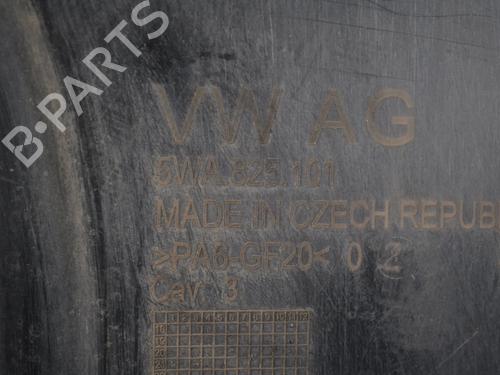 B-PARTS
VW AG
5WA.825.101
MADE IN CZECH REPUB
>PA6-GF20< 0 2
Cav 3